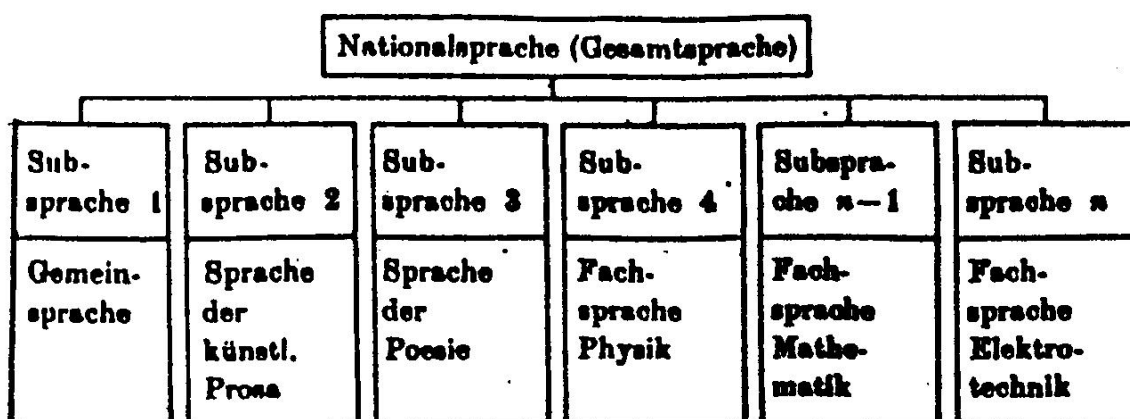 Nationalsprache (Gesamtsprache)
Sub-
sprache 1
Sub-
sprache 2
Sub-
sprache 3
Sub-
sprache 4
Subspra-
che n–1
Sub-
sprache n
Gemein-
sprache
Sprache
der
künstl.
Prosa
Sprache
der
Poesie
Fach-
sprache
Physik
Fach-
sprache
Mathe-
matik
Fach-
sprache
Elektro-
technik